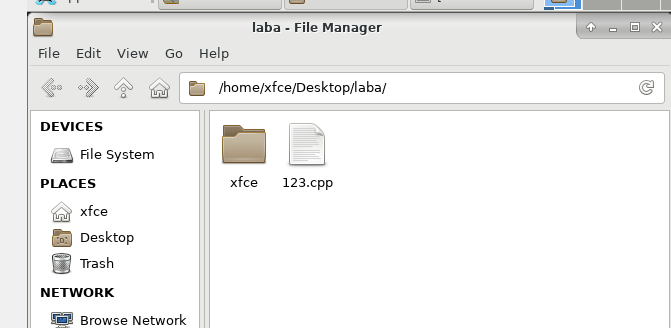 laba - File Manager
File Edit View Go Help
/home/xfce/Desktop/laba/
DEVICES
File System
PLACES
xfce
Desktop
Trash
NETWORK
Browse Network
xfce 123.cpp